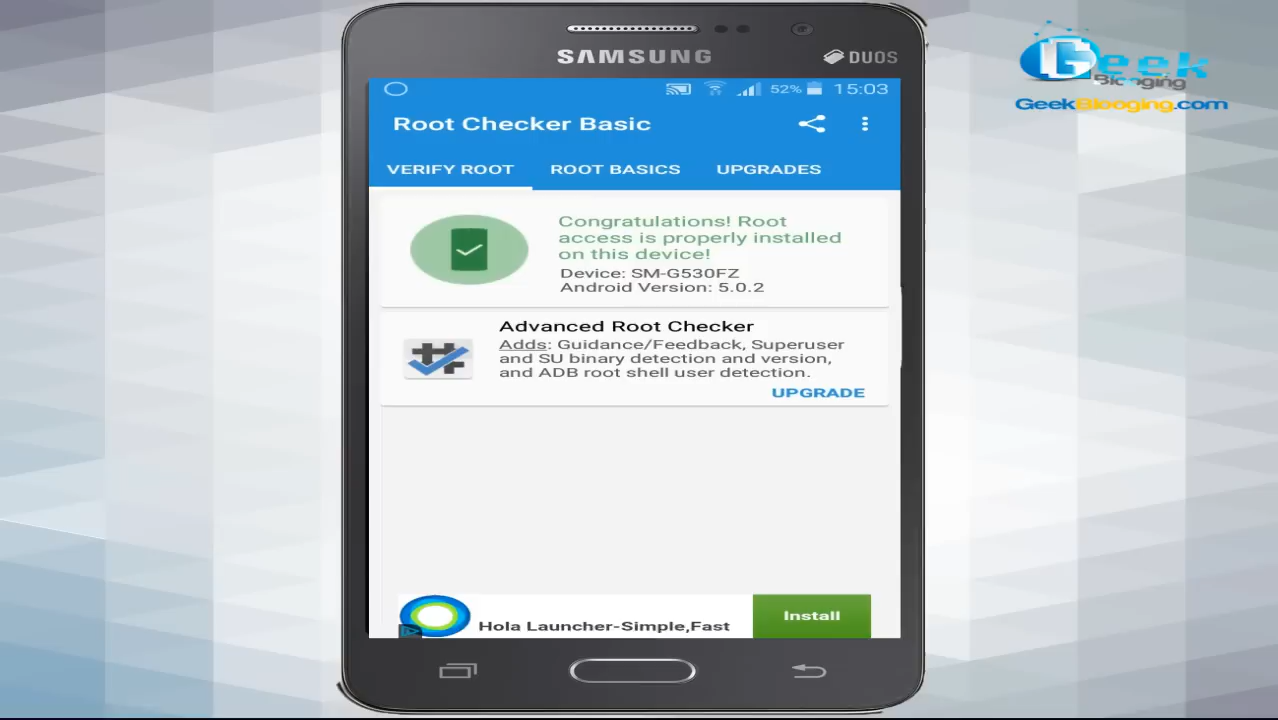 SAMSUNG
DUOS
Geek
Blooging
GeekBlooging.com
52% 15:03
Root Checker Basic
VERIFY ROOT ROOT BASICS UPGRADES
Congratulations! Root
access is properly installed
on this device!
Device: SM-G530FZ
Android Version: 5.0.2
Advanced Root Checker
Adds: Guidance/Feedback, Superuser
and SU binary detection and version,
and ADB root shell user detection.
UPGRADE
Hola Launcher-Simple,Fast
Install